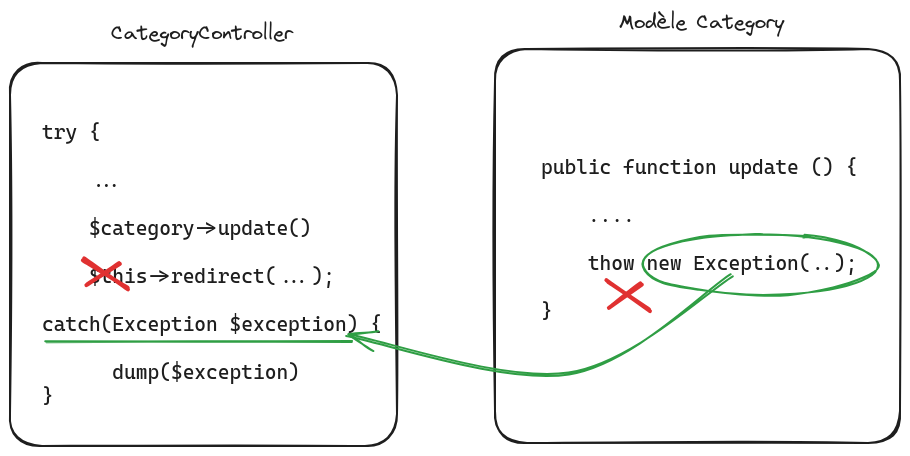 CategoryController
try {
...
$category->update()
$this->redirect(...);
catch(Exception $exception) {
dump($exception)
}
Modèle Category
public function update () {
....
thow new Exception(..);
}